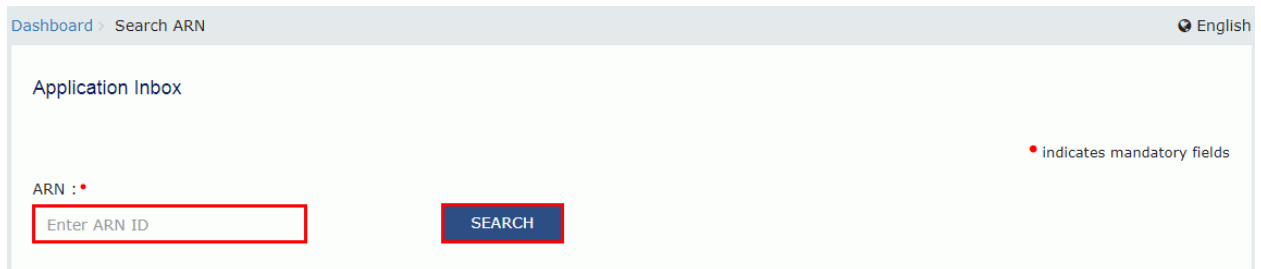 Dashboard > Search ARN
English
Application Inbox
• indicates mandatory fields
ARN :•
Enter ARN ID
SEARCH